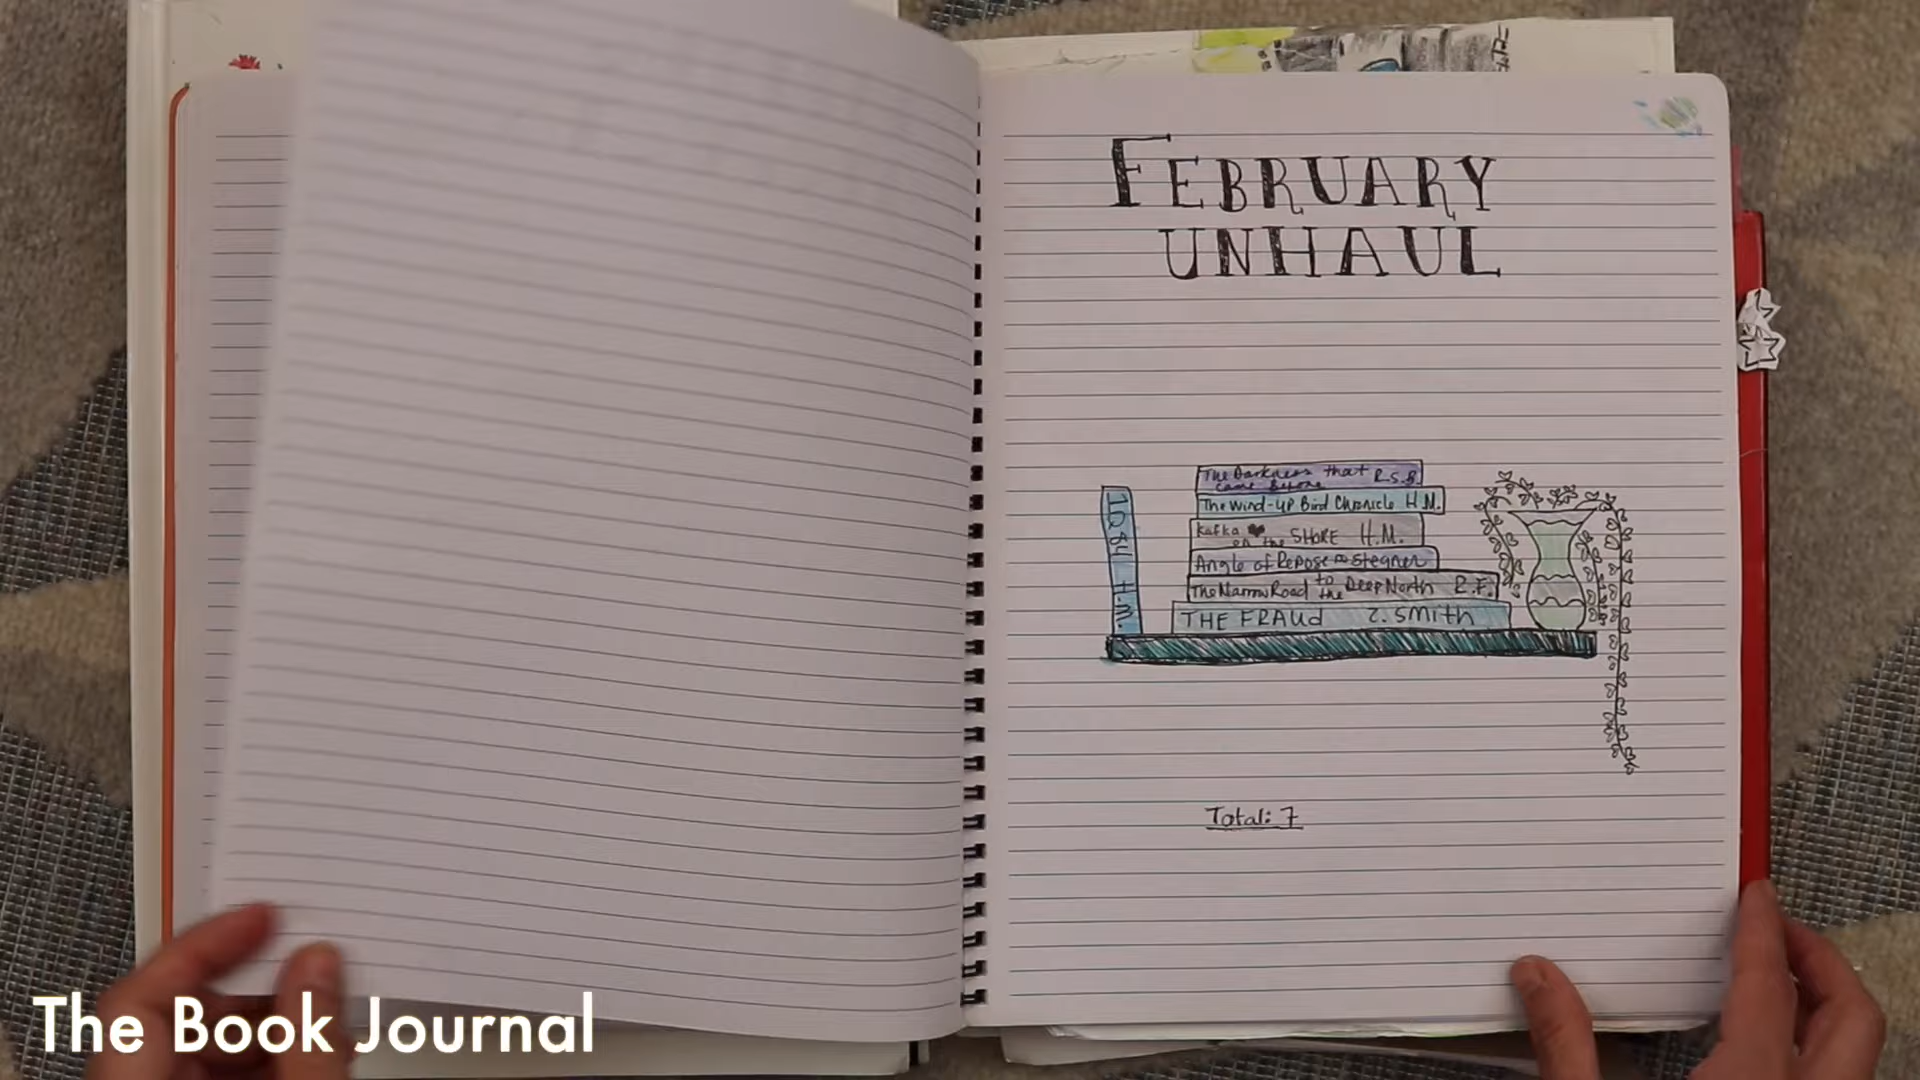 FEBRUARY
UNHAUL
The Darkness that
came Before R.S.B.
The Wind-Up Bird Chronicle H.M.
Kafka
on the SHORE H.M.
Angle of Repose Stegner
The Narrow Road to
the Deep North R.F.
THE FRAUd Z. Smith
1Q84 H.M.
Total: 7
The Book Journal